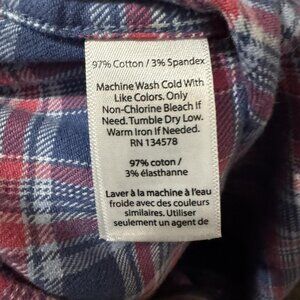 97% Cotton / 3% Spandex
Machine Wash Cold With
Like Colors. Only
Non-Chlorine Bleach If
Need. Tumble Dry Low.
Warm Iron If Needed.
RN 134578
97% coton /
3% élasthanne
Laver à la machine à l'eau
froide avec des couleurs
similaires. Utiliser
seulement un agent de